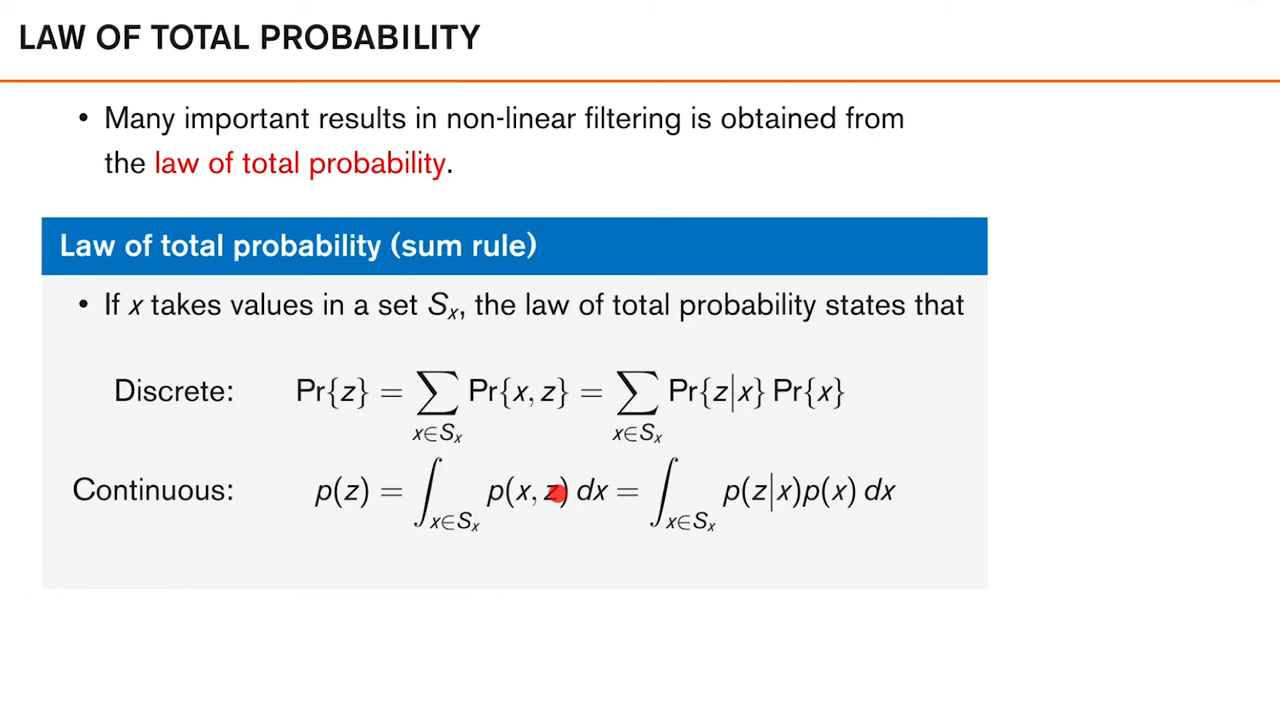 LAW OF TOTAL PROBABILITY
• Many important results in non-linear filtering is obtained from
the law of total probability.
Law of total probability (sum rule)
• If x takes values in a set Sₓ, the law of total probability states that
Discrete: Pr{z} = ∑_{x∈Sₓ} Pr{x, z} = ∑_{x∈Sₓ} Pr{z|x} Pr{x}
Continuous: p(z) = ∫_{x∈Sₓ} p(x, z) dx = ∫_{x∈Sₓ} p(z|x)p(x) dx